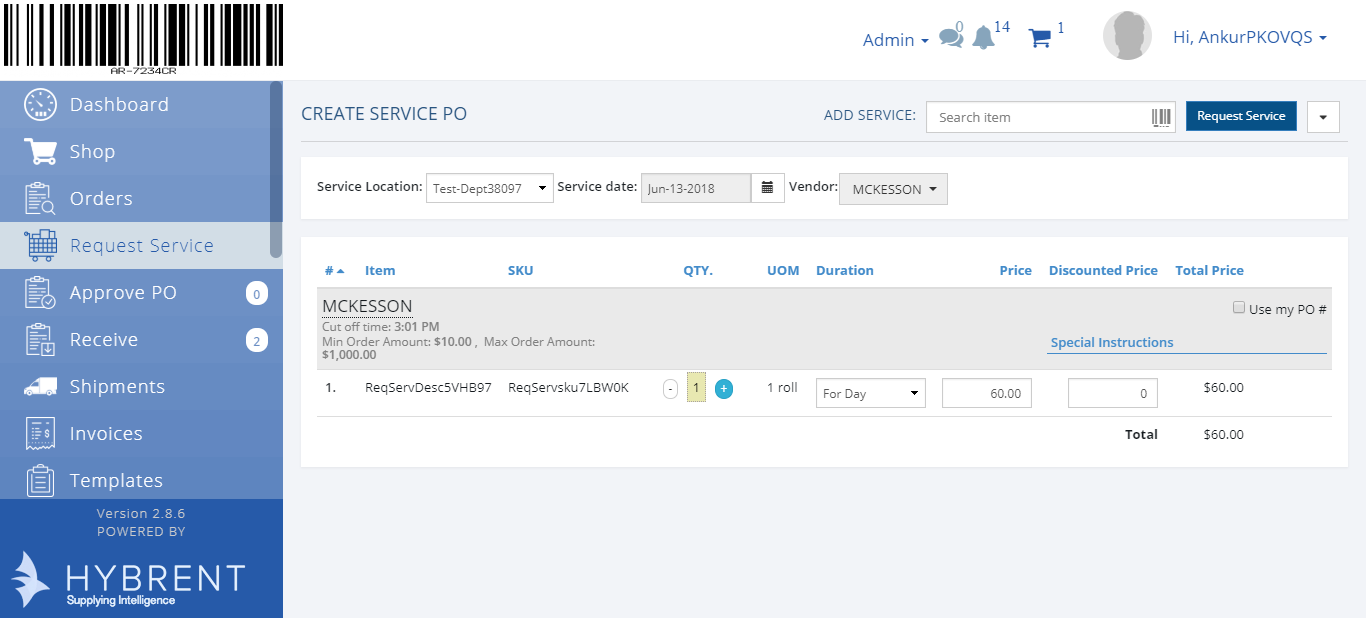 AR-7234CR
Admin 0 14 1 Hi, AnkurPKOVQS
Dashboard
Shop
Orders
Request Service
Approve PO 0
Receive 2
Shipments
Invoices
Templates
Version 2.8.6
POWERED BY
HYBRENT
Supplying Intelligence
CREATE SERVICE PO ADD SERVICE: Search item Request Service
Service Location: Test-Dept38097 Service date: Jun-13-2018 Vendor: MCKESSON
# Item SKU QTY. UOM Duration Price Discounted Price Total Price
MCKESSON Use my PO #
Cut off time: 3:01 PM
Min Order Amount: $10.00 , Max Order Amount:
$1,000.00
Special Instructions
1. ReqServDesc5VHB97 ReqServsku7LBW0K - 1 + 1 roll For Day 60.00 0 $60.00
Total $60.00